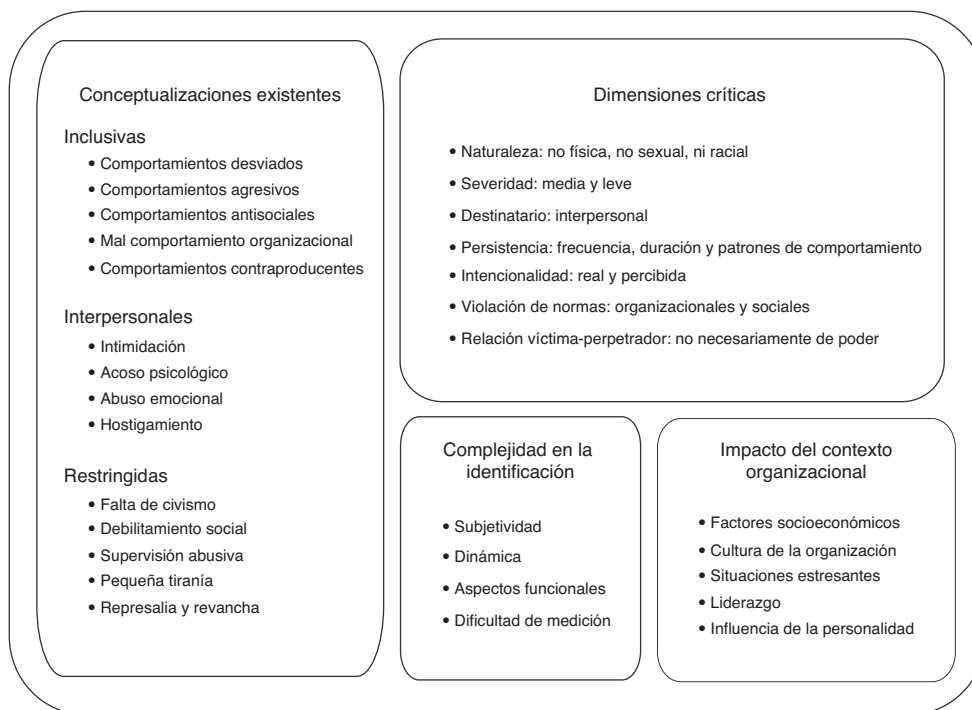 Conceptualizaciones existentes
Inclusivas
• Comportamientos desviados
• Comportamientos agresivos
• Comportamientos antisociales
• Mal comportamiento organizacional
• Comportamientos contraproducentes
Interpersonales
• Intimidación
• Acoso psicológico
• Abuso emocional
• Hostigamiento
Restringidas
• Falta de civismo
• Debilitamiento social
• Supervisión abusiva
• Pequeña tiranía
• Represalia y revancha
Dimensiones críticas
• Naturaleza: no física, no sexual, ni racial
• Severidad: media y leve
• Destinatario: interpersonal
• Persistencia: frecuencia, duración y patrones de comportamiento
• Intencionalidad: real y percibida
• Violación de normas: organizacionales y sociales
• Relación víctima-perpetrador: no necesariamente de poder
Complejidad en la
identificación
• Subjetividad
• Dinámica
• Aspectos funcionales
• Dificultad de medición
Impacto del contexto
organizacional
• Factores socioeconómicos
• Cultura de la organización
• Situaciones estresantes
• Liderazgo
• Influencia de la personalidad